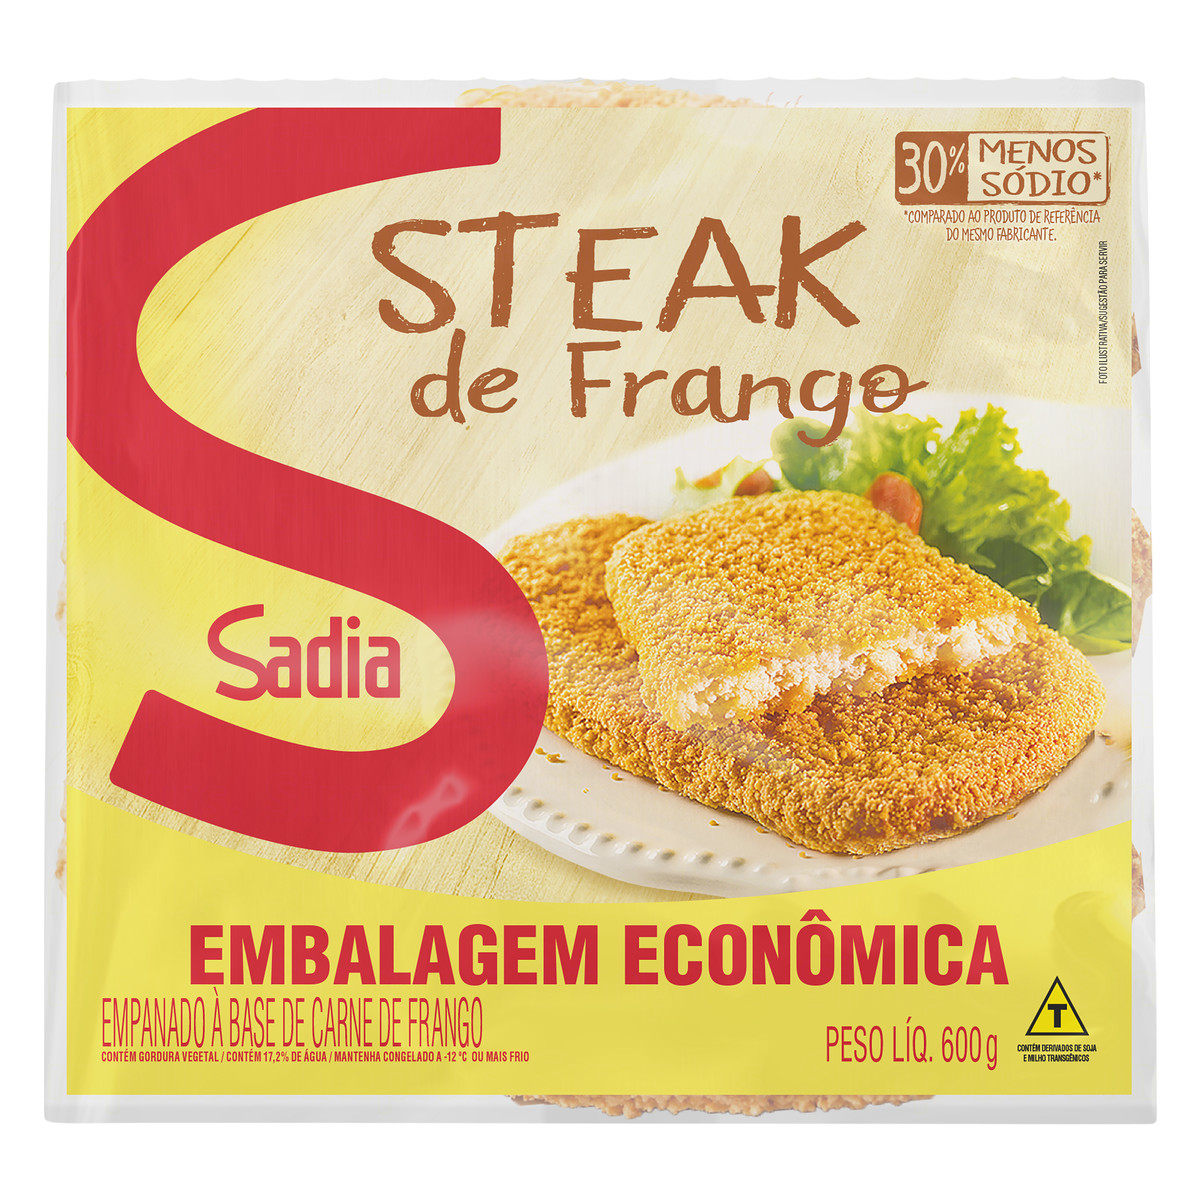 30% MENOS
SÓDIO*
*COMPARADO AO PRODUTO DE REFERÊNCIA
DO MESMO FABRICANTE.
STEAK
de Frango
FOTO ILUSTRATIVA/SUGESTÃO PARA SERVIR
Sadia
EMBALAGEM ECONÔMICA
EMPANADO À BASE DE CARNE DE FRANGO
CONTÉM GORDURA VEGETAL / CONTÉM 17,2% DE ÁGUA / MANTENHA CONGELADO A -12 °C OU MAIS FRIO
PESO LÍQ. 600g
T
CONTÉM DERIVADOS DE SOJA
E MILHO TRANSGÊNICOS